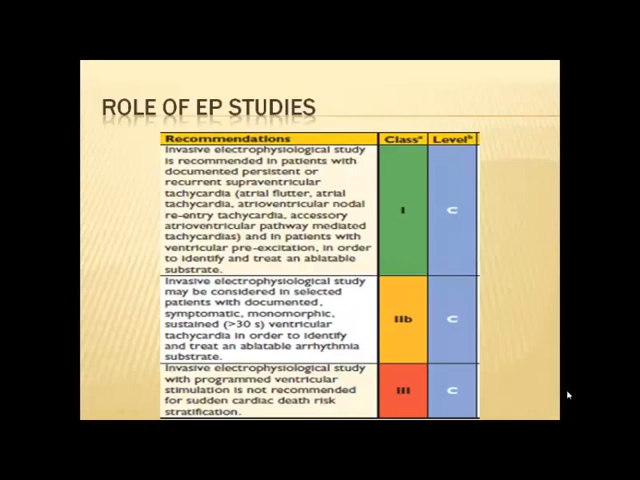 ROLE OF EP STUDIES
Recommendations Classᵃ Levelᵇ
Invasive electrophysiological study
is recommended in patients with
documented persistent or
recurrent supraventricular
tachycardia (atrial flutter, atrial
tachycardia, atrioventricular nodal
re-entry tachycardia, accessory
atrioventricular pathway mediated
tachycardias) and in patients with
ventricular pre-excitation, in order
to identify and treat an ablatable
substrate.
I C
Invasive electrophysiological study
may be considered in selected
patients with documented,
symptomatic, monomorphic,
sustained (>30 s) ventricular
tachycardia in order to identify
and treat an ablatable arrhythmia
substrate.
IIb C
Invasive electrophysiological study
with programmed ventricular
stimulation is not recommended
for sudden cardiac death risk
stratification.
III C